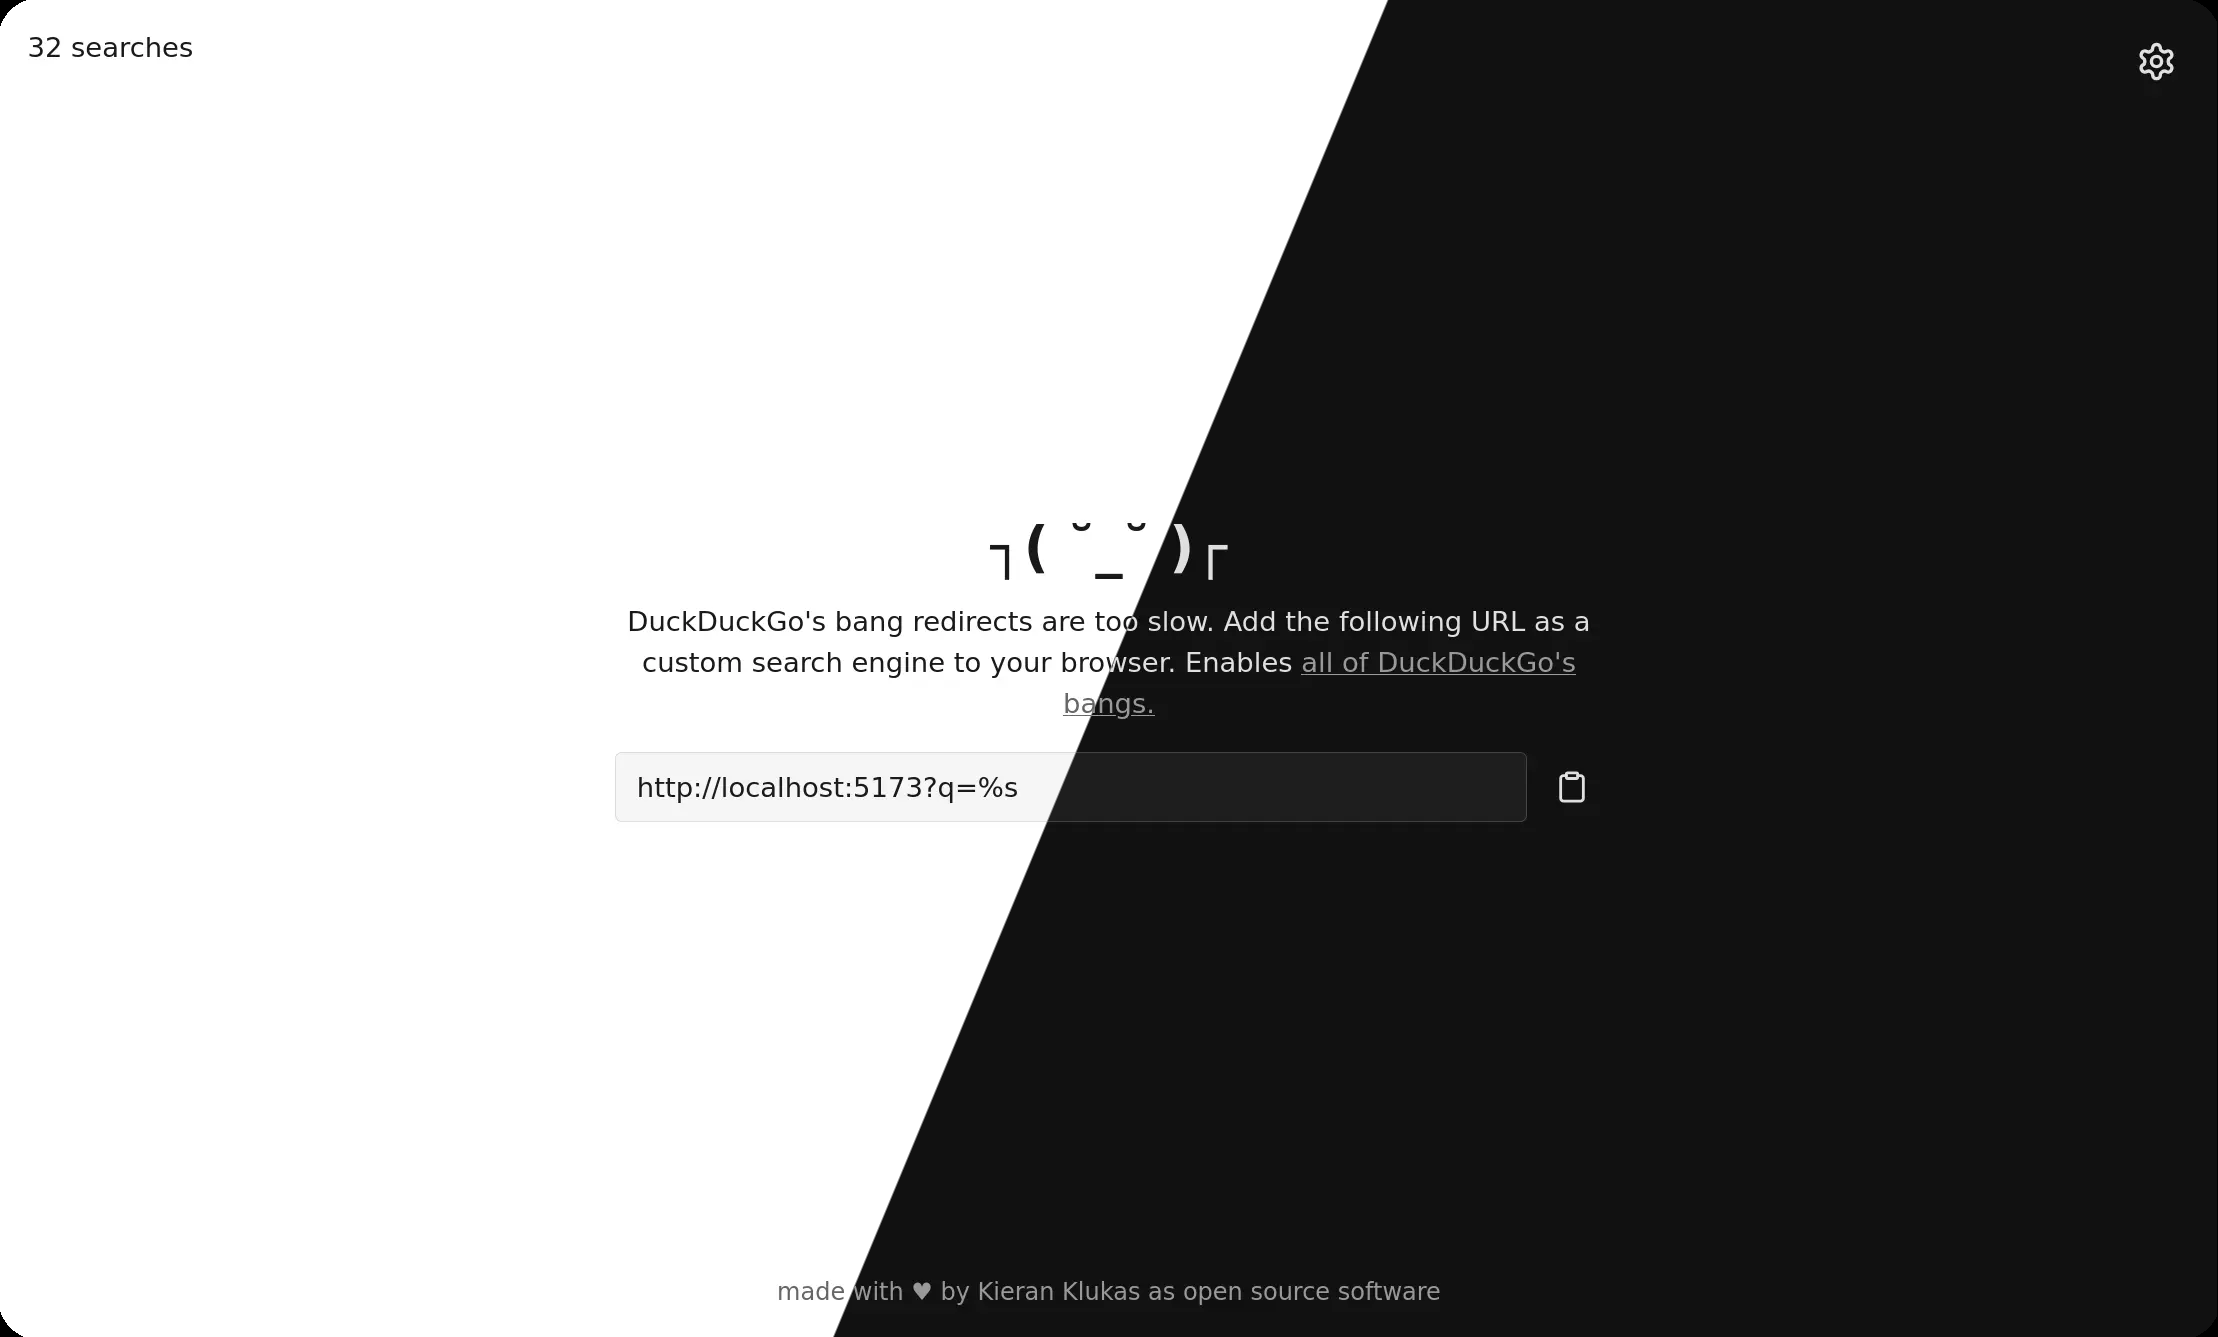 32 searches
┐( ˘_˘ )┌
DuckDuckGo's bang redirects are too slow. Add the following URL as a
custom search engine to your browser. Enables all of DuckDuckGo's
bangs.
http://localhost:5173?q=%s
made with ♥ by Kieran Klukas as open source software